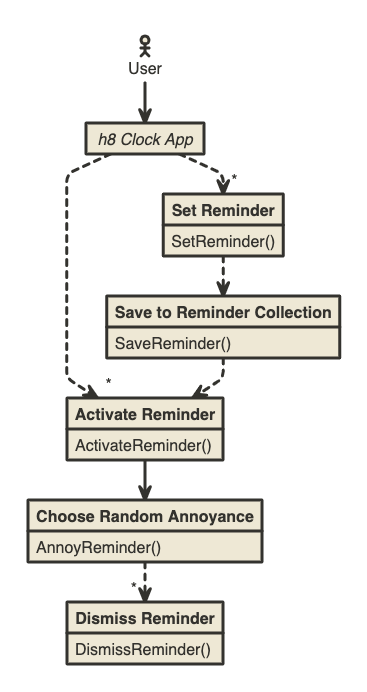 User
h8 Clock App
*
Set Reminder
SetReminder()
Save to Reminder Collection
SaveReminder()
*
Activate Reminder
ActivateReminder()
Choose Random Annoyance
AnnoyReminder()
*
Dismiss Reminder
DismissReminder()